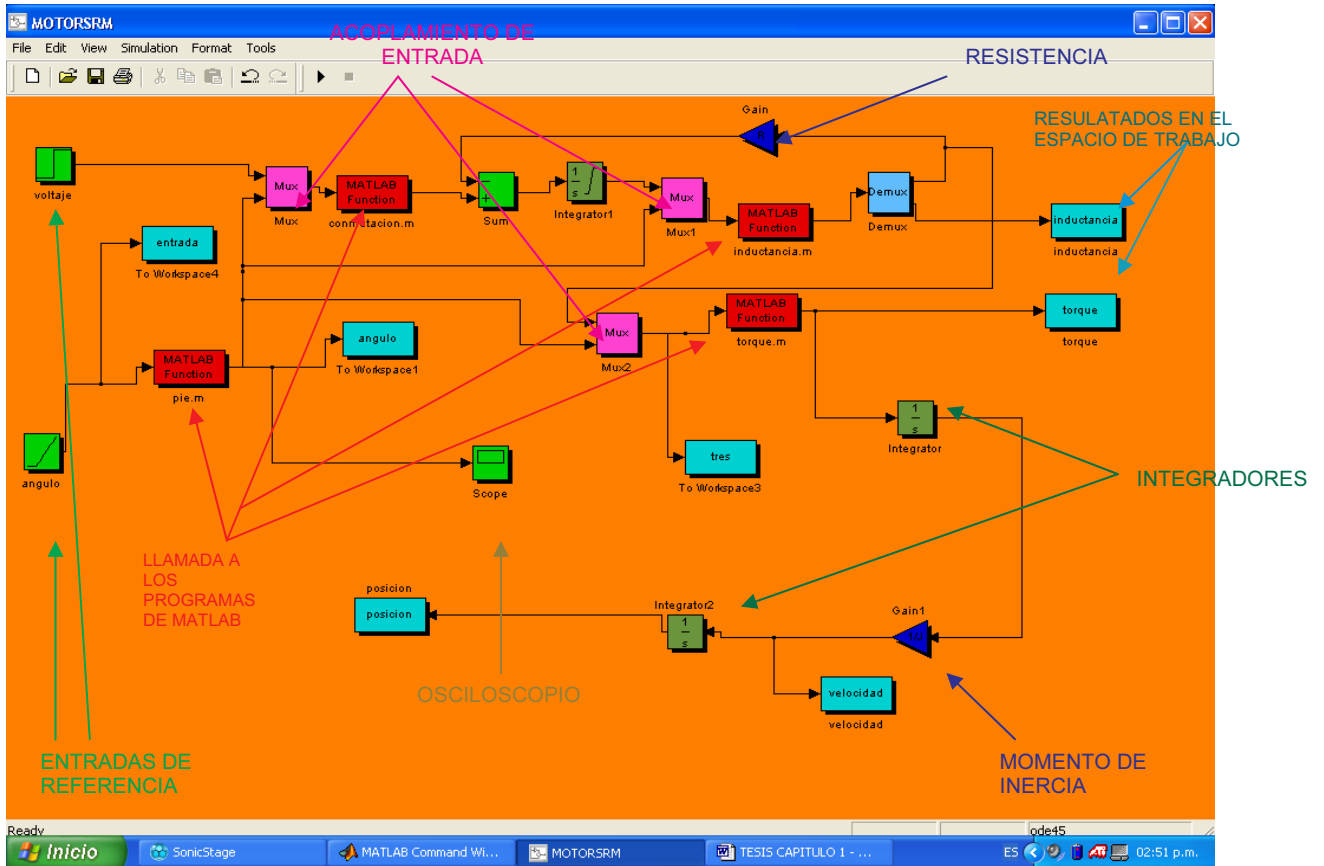 MOTORSRM
File Edit View Simulation Format Tools
ACOPLAMIENTO DE
ENTRADA
RESISTENCIA
RESULATADOS EN EL
ESPACIO DE TRABAJO
Gain
R
voltaje
Mux
Mux
MATLAB
Function
conmutacion.m
Sum
1
s
Integrator1
Mux
Mux1
MATLAB
Function
inductancia.m
Demux
Demux
inductancia
inductancia
entrada
To Workspace4
MATLAB
Function
pie.m
angulo
To Workspace1
Mux
Mux2
MATLAB
Function
torque.m
torque
torque
angulo
Scope
tres
To Workspace3
1
s
Integrator
INTEGRADORES
LLAMADA A
LOS
PROGRAMAS
DE MATLAB
posicion
posicion
Integrator2
1
s
Gain1
velocidad
velocidad
OSCILOSCOPIO
ENTRADAS DE
REFERENCIA
MOMENTO DE
INERCIA
Ready
ode45
Inicio
SonicStage
MATLAB Command Wi...
MOTORSRM
TESIS CAPITULO 1 - ...
ES
02:51 p.m.